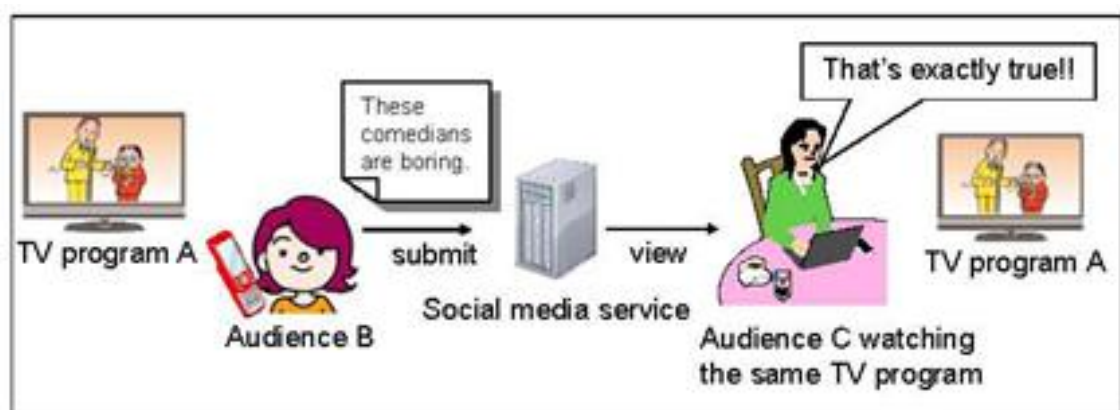 That's exactly true!!
These
comedians
are boring.
TV program A
submit
view
TV program A
Social media service
Audience B
Audience C watching
the same TV program